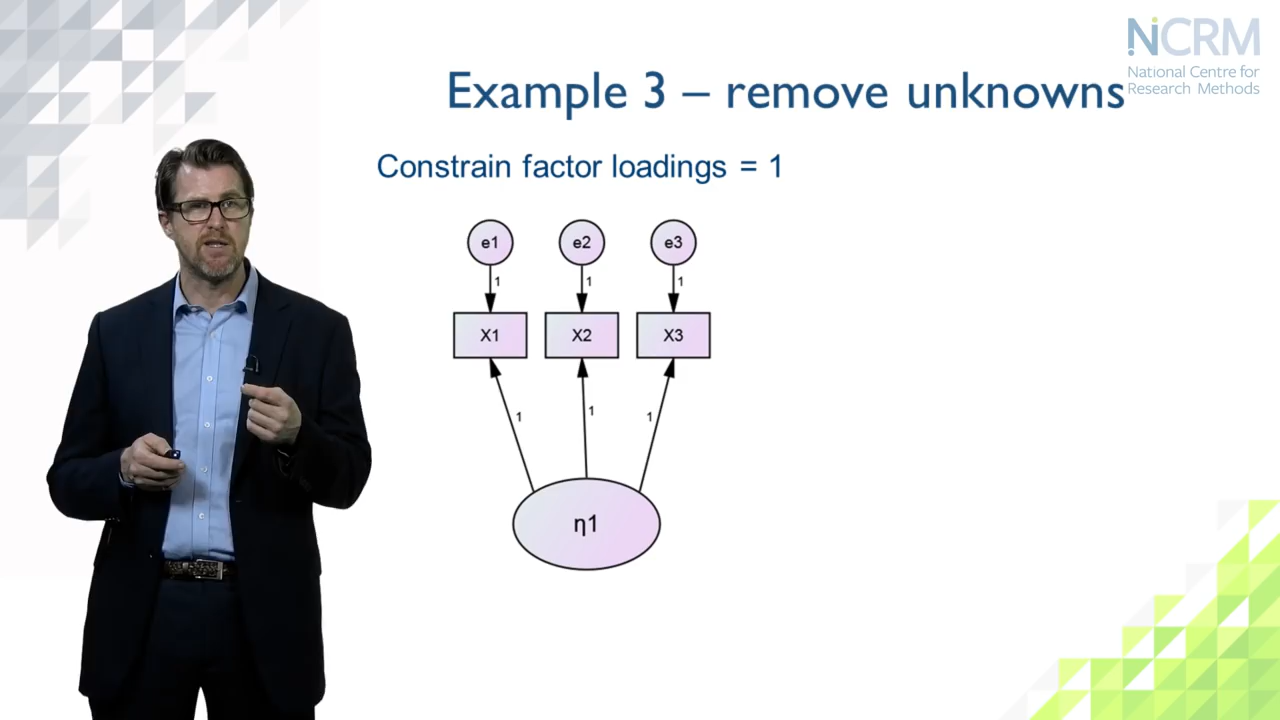 NCRM
National Centre for
Research Methods
Example 3 – remove unknowns
Constrain factor loadings = 1
e1 e2 e3
1 1 1
X1 X2 X3
1 1 1
η1